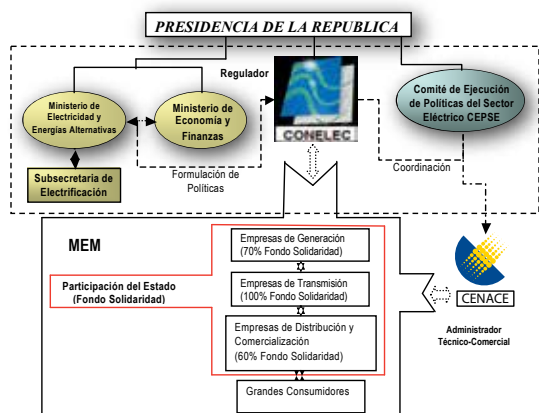 PRESIDENCIA DE LA REPUBLICA
Regulador
Ministerio de
Electricidad y
Energías Alternativas
Ministerio de
Economía y
Finanzas
CONELEC
Comité de Ejecución
de Políticas del Sector
Eléctrico CEPSE
Subsecretaria de
Electrificación
Formulación de
Políticas
Coordinación
MEM
Empresas de Generación
(70% Fondo Solidaridad)
Participación del Estado
(Fondo Solidaridad)
Empresas de Transmisión
(100% Fondo Solidaridad)
Empresas de Distribución y
Comercialización
(60% Fondo Solidaridad)
Grandes Consumidores
CENACE
Administrador
Técnico-Comercial